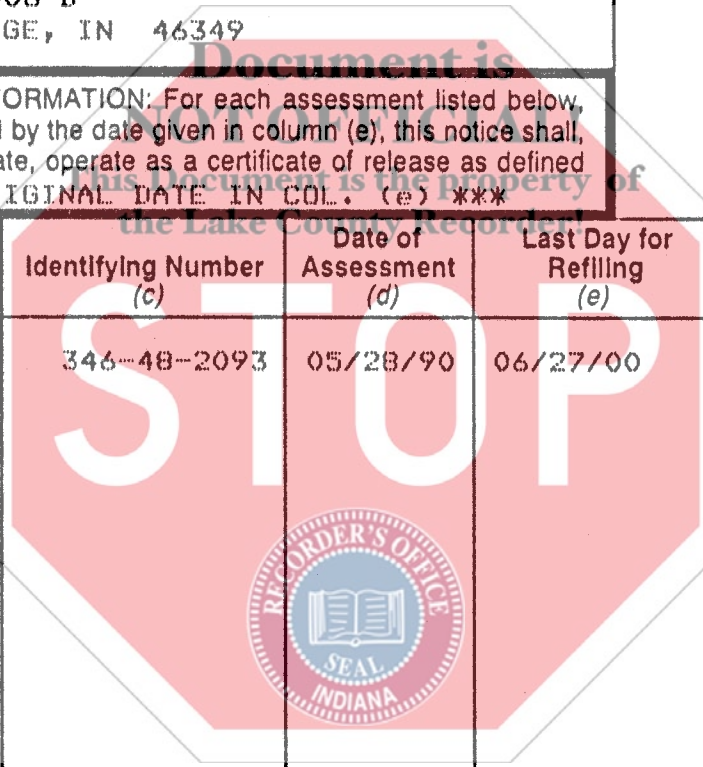 GE, IN 46349
Document is
ORMATION: For each assessment listed below,
NOT OFFICIAL!
by the date given in column (e), this notice shall,
ate, operate as a certificate of release as defined
This Document is the property of
IGINAL DATE IN COL. (e) ***
the Lake County Recorder!
Identifying Number
(c)
Date of
Assessment
(d)
Last Day for
Refiling
(e)
346-48-2093 05/28/90 06/27/00
STOP
RECORDER'S OFFICE
SEAL
INDIANA